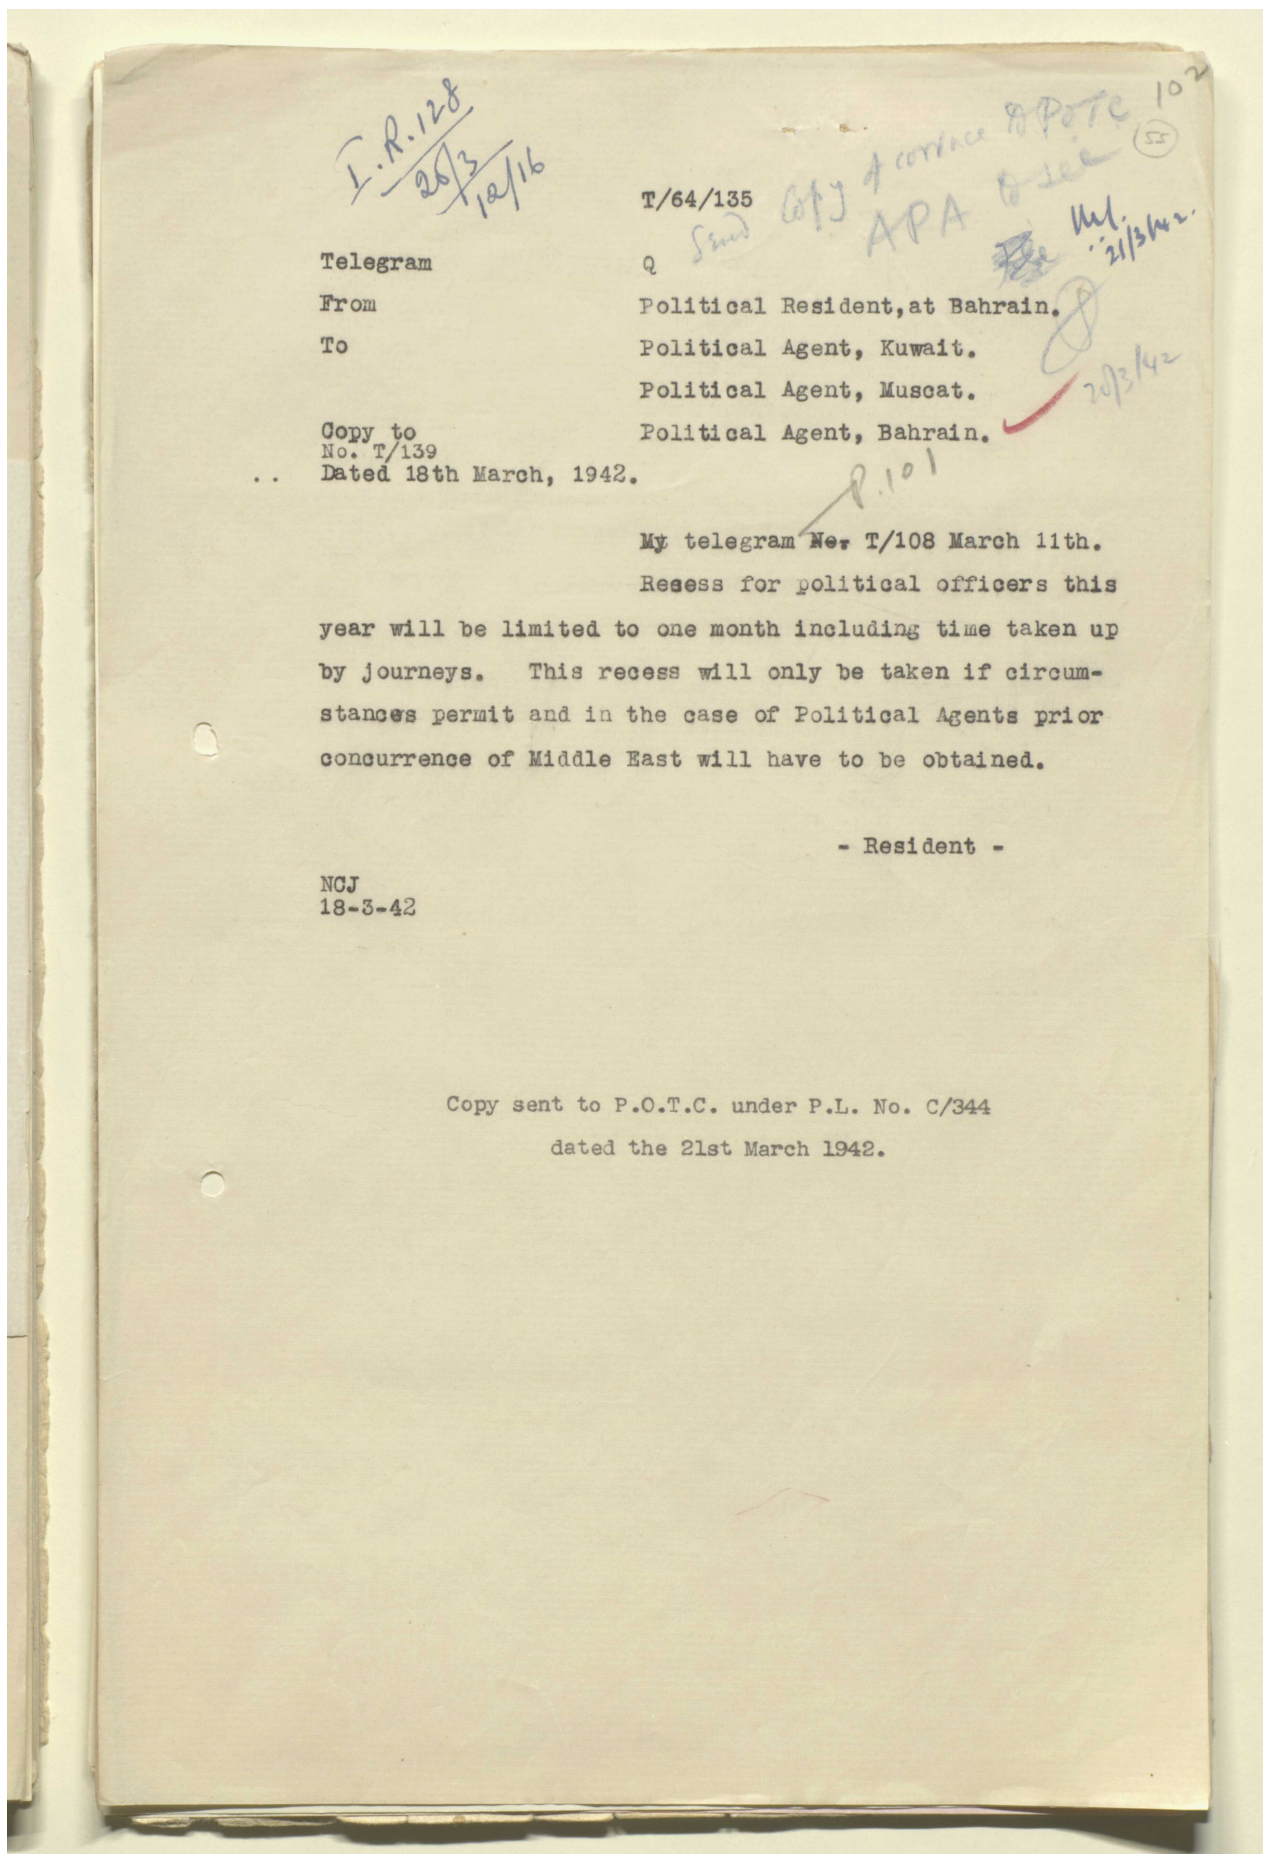 102
55
I.R.128
26/3
12/16
T/64/135
Send Copy of corrnce to POTC
APA to see
21/3/42.
Telegram Q
From Political Resident,at Bahrain.
To Political Agent, Kuwait.
20/3/42
Political Agent, Muscat.
Copy to Political Agent, Bahrain.
No. T/139
.. Dated 18th March, 1942.
P.101
My telegram No. T/108 March 11th.
Recess for political officers this
year will be limited to one month including time taken up
by journeys. This recess will only be taken if circum-
stances permit and in the case of Political Agents prior
concurrence of Middle East will have to be obtained.
- Resident -
NCJ
18-3-42
Copy sent to P.O.T.C. under P.L. No. C/344
dated the 21st March 1942.